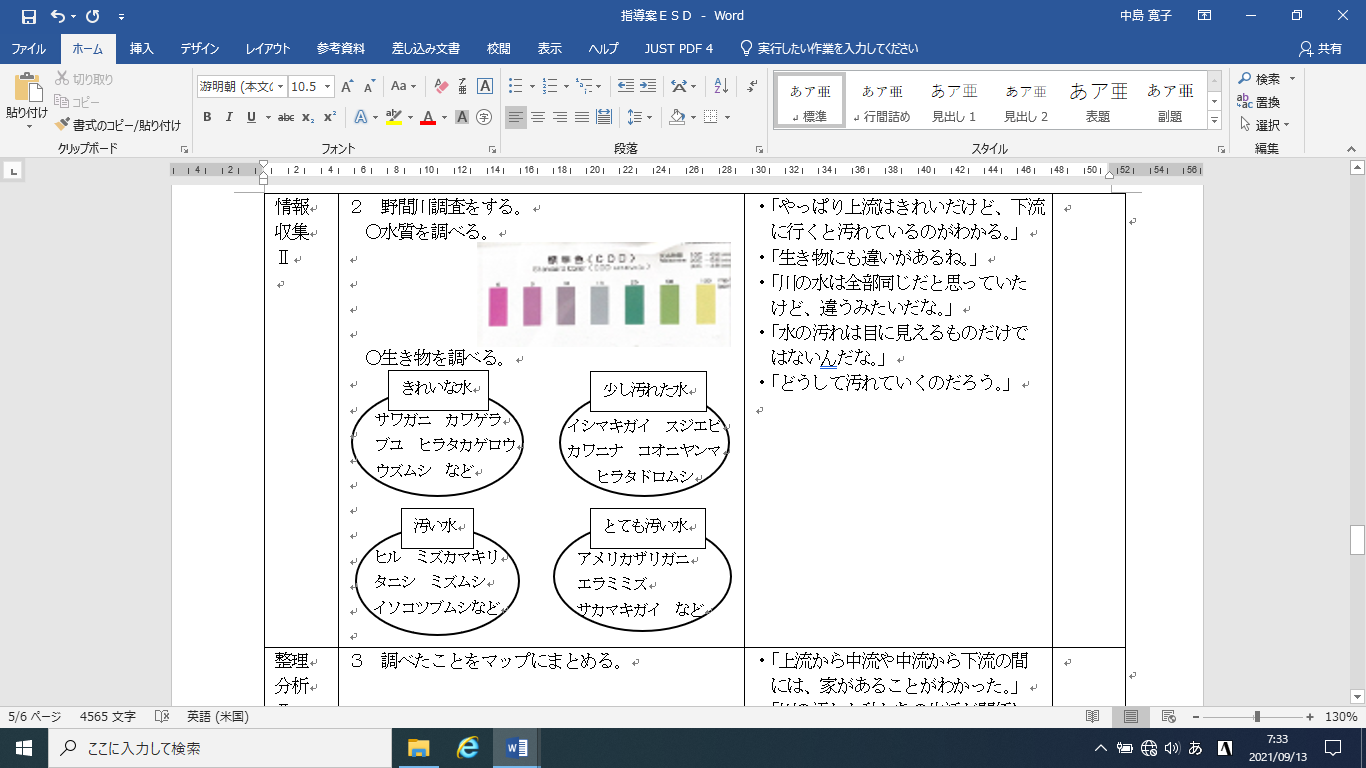 指導案ＥＳＤ - Word
中島 寛子
ファイル ホーム 挿入 デザイン レイアウト 参考資料 差し込み文書 校閲 表示 ヘルプ JUST PDF 4 実行したい作業を入力してください 共有
貼り付け
切り取り
コピー
書式のコピー/貼り付け
クリップボード
游明朝 (本文の 10.5
フォント
段落
あア亜 標準
あア亜 行間詰め
あア亜 見出し 1
あア亜 見出し 2
あア亜 表題
あア亜 副題
スタイル
検索
置換
選択
編集
情報
収集
Ⅱ
２　野間川調査をする。
○水質を調べる。
標準色(COD)
○生き物を調べる。
きれいな水
サワガニ　カワゲラ
ブユ　ヒラタカゲロウ
ウズムシ　など
少し汚れた水
イシマキガイ　スジエビ
カワニナ　コオニヤンマ
ヒラタドロムシ
汚い水
ヒル　ミズカマキリ
タニシ　ミズムシ
イソコツブムシなど
とても汚い水
アメリカザリガニ
エラミミズ
サカマキガイ　など
・「やっぱり上流はきれいだけど、下流
に行くと汚れているのがわかる。」
・「生き物にも違いがあるね。」
・「川の水は全部同じだと思っていた
けど、違うみたいだな。」
・「水の汚れは目に見えるものだけで
はないんだな。」
・「どうして汚れていくのだろう。」
整理
分析
３　調べたことをマップにまとめる。
・「上流から中流や中流から下流の間
には、家があることがわかった。」
5/6 ページ 4565 文字 英語 (米国) 130%
ここに入力して検索
あ
7:33
2021/09/13